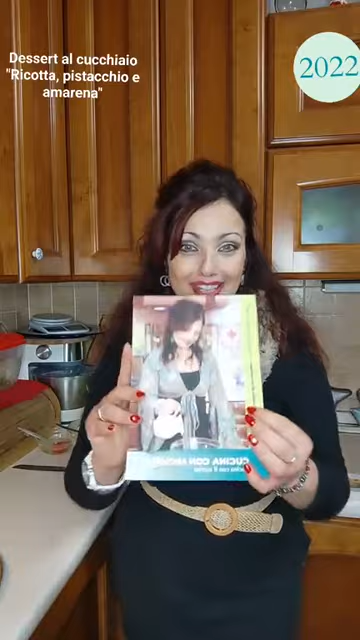 Dessert al cucchiaio
"Ricotta, pistacchio e
amarena"
2022
CUCINA CON